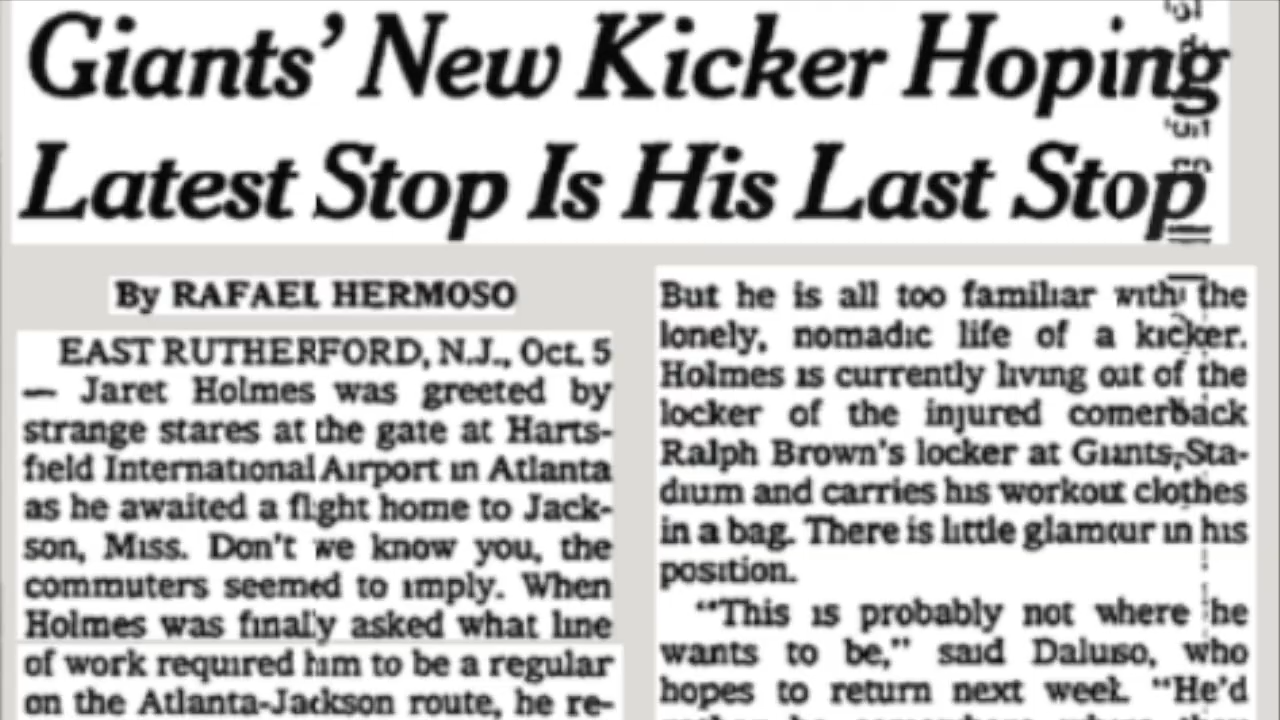 Giants' New Kicker Hoping
Latest Stop Is His Last Stop
By RAFAEL HERMOSO
EAST RUTHERFORD, N.J., Oct. 5
— Jaret Holmes was greeted by
strange stares at the gate at Harts-
field International Airport in Atlanta
as he awaited a flght home to Jack-
son, Miss. Don't we know you, the
commuters seemed to imply. When
Holmes was finally asked what line
of work required him to be a regular
on the Atlanta-Jackson route, he re-
But he is all too familiar with the
lonely, nomadic life of a kicker.
Holmes is currently living out of the
locker of the injured cornerback
Ralph Brown's locker at Giants Sta-
dium and carries his workout clothes
in a bag. There is little glamour in his
position.
"This is probably not where he
wants to be," said Daluso, who
hopes to return next week. "He'd